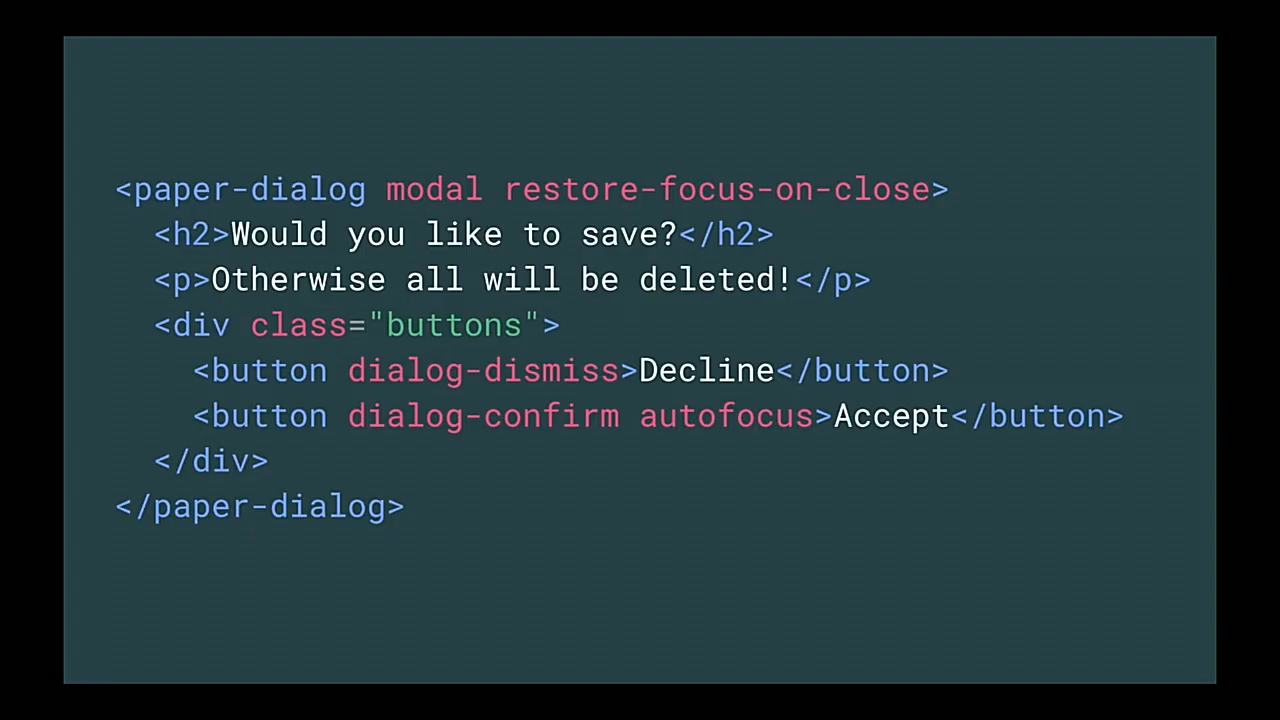 <paper-dialog modal restore-focus-on-close>
  <h2>Would you like to save?</h2>
  <p>Otherwise all will be deleted!</p>
  <div class="buttons">
    <button dialog-dismiss>Decline</button>
    <button dialog-confirm autofocus>Accept</button>
  </div>
</paper-dialog>